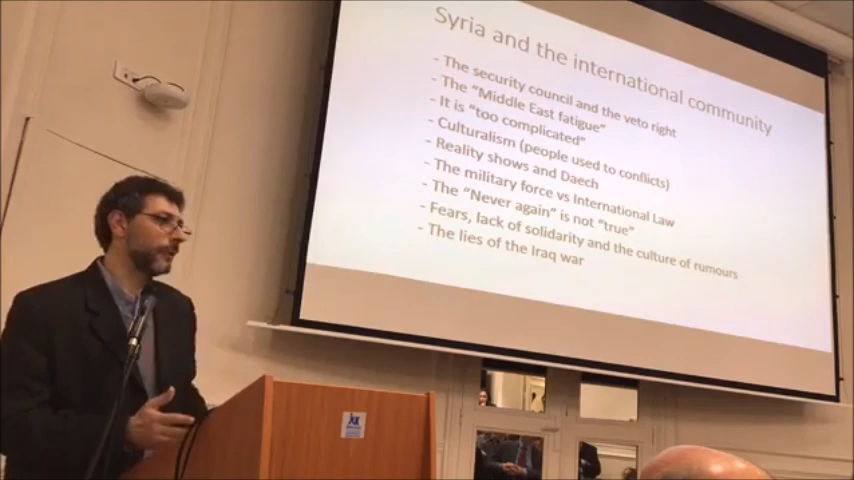 Syria and the international community
- The security council and the veto right
- The "Middle East fatigue"
- It is "too complicated"
- Culturalism (people used to conflicts)
- Reality shows and Daech
- The military force vs International Law
- The "Never again" is not "true"
- Fears, lack of solidarity and the culture of rumours
- The lies of the Iraq war